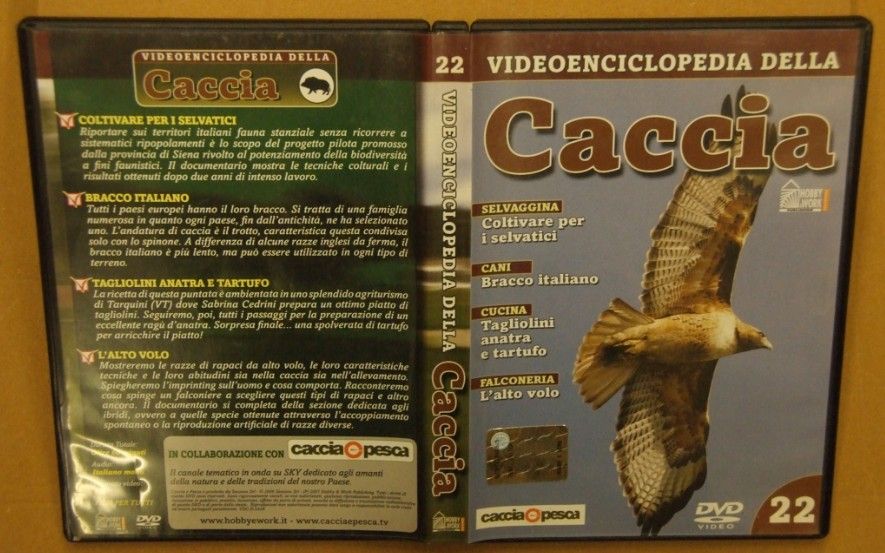 VIDEOENCICLOPEDIA DELLA
Caccia
COLTIVARE PER I SELVATICI
Riportare sui territori italiani fauna stanziale senza ricorrere a
sistematici ripopolamenti è lo scopo del progetto pilota promosso
dalla provincia di Siena rivolto al potenziamento della biodiversità
a fini faunistici. Il documentario mostra le tecniche colturali e i
risultati ottenuti dopo due anni di intenso lavoro.
BRACCO ITALIANO
Tutti i paesi europei hanno il loro bracco. Si tratta di una famiglia
numerosa in quanto ogni paese, fin dall'antichità, ne ha selezionato
uno. L'andatura di caccia è il trotto, caratteristica questa condivisa
solo con lo spinone. A differenza di alcune razze inglesi da ferma, il
bracco italiano è più lento, ma può essere utilizzato in ogni tipo di
terreno.
TAGLIOLINI ANATRA E TARTUFO
La ricetta di questa puntata è ambientata in uno splendido agriturismo
di Tarquini (VT) dove Sabrina Cedrini prepara un ottimo piatto di
tagliolini. Seguiremo, poi, tutti i passaggi per la preparazione di un
eccellente ragù d'anatra. Sorpresa finale... una spolverata di tartufo
per arricchire il piatto!
L'ALTO VOLO
Mostreremo le razze di rapaci da alto volo, le loro caratteristiche
tecniche e le loro abitudini sia nella caccia sia nell'allevamento.
Spiegheremo l'imprinting sull'uomo e cosa comporta. Racconteremo
cosa spinge un falconiere a scegliere questi tipi di rapaci e altro
ancora. Il documentario si completa della sezione dedicata agli
ibridi, ovvero a quelle specie ottenute attraverso l'accoppiamento
spontaneo o la riproduzione artificiale di razze diverse.
Totale:
Audio:
Italiano
video:
PER TUTTI
HOBBY
WORK
DVD
VIDEO
IN COLLABORAZIONE CON caccia e pesca
Il canale tematico in onda su SKY dedicato agli amanti
della natura e delle tradizioni del nostro Paese.
www.hobbyework.it - www.cacciaepesca.tv
22
VIDEOENCICLOPEDIA DELLA
Caccia
HOBBY
WORK
VIDEOENCICLOPEDIA DELLA
Caccia
HOBBY
WORK
SELVAGGINA
Coltivare per
i selvatici
CANI
Bracco italiano
CUCINA
Tagliolini
anatra
e tartufo
FALCONERIA
L'alto volo
caccia e pesca
DVD
VIDEO
22